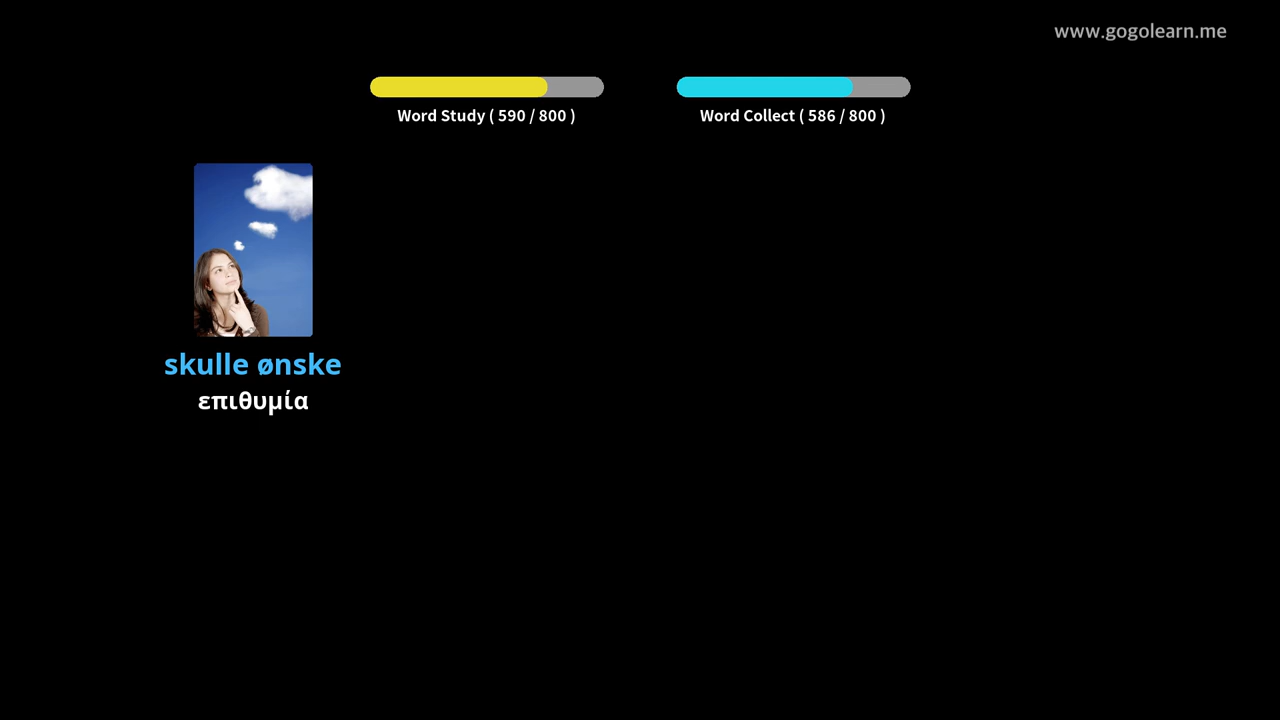 www.gogolearn.me
Word Study ( 590 / 800 )
Word Collect ( 586 / 800 )
skulle ønske
επιθυμία